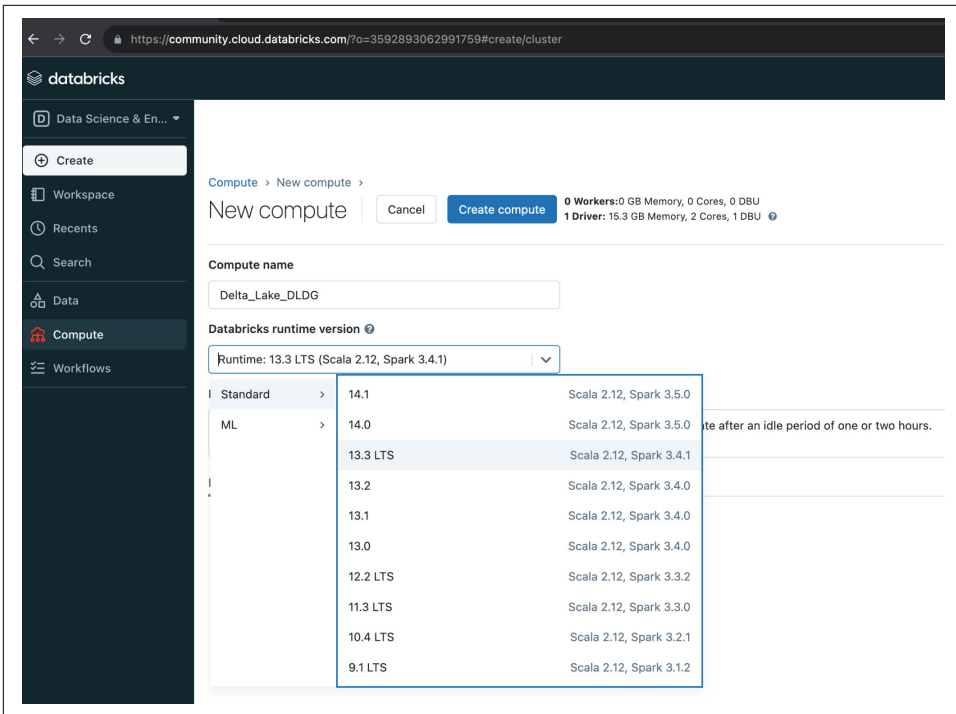 https://community.cloud.databricks.com/?o=3592893062991759#create/cluster
databricks
D Data Science & En...
Create
Workspace
Recents
Search
Data
Compute
Workflows
Compute > New compute >
New compute
Cancel
Create compute
0 Workers:0 GB Memory, 0 Cores, 0 DBU
1 Driver: 15.3 GB Memory, 2 Cores, 1 DBU ?
Compute name
Delta_Lake_DLDG
Databricks runtime version ?
Runtime: 13.3 LTS (Scala 2.12, Spark 3.4.1)
Standard >
ML >
14.1 Scala 2.12, Spark 3.5.0
14.0 Scala 2.12, Spark 3.5.0
13.3 LTS Scala 2.12, Spark 3.4.1
13.2 Scala 2.12, Spark 3.4.0
13.1 Scala 2.12, Spark 3.4.0
13.0 Scala 2.12, Spark 3.4.0
12.2 LTS Scala 2.12, Spark 3.3.2
11.3 LTS Scala 2.12, Spark 3.3.0
10.4 LTS Scala 2.12, Spark 3.2.1
9.1 LTS Scala 2.12, Spark 3.1.2
after an idle period of one or two hours.